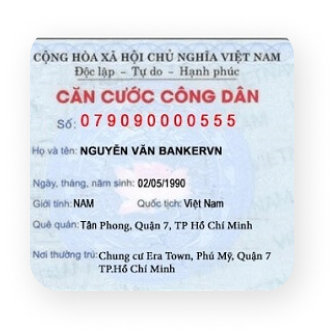 CỘNG HÒA XÃ HỘI CHỦ NGHĨA VIỆT NAM
Độc lập – Tự do – Hạnh phúc
CĂN CƯỚC CÔNG DÂN
Số: 079090000555
Họ và tên: NGUYỄN VĂN BANKERVN
Ngày, tháng, năm sinh: 02/05/1990
Giới tính: NAM Quốc tịch: Việt Nam
Quê quán: Tân Phong, Quận 7, TP Hồ Chí Minh
Nơi thường trú: Chung cư Era Town, Phú Mỹ, Quận 7
TP.Hồ Chí Minh